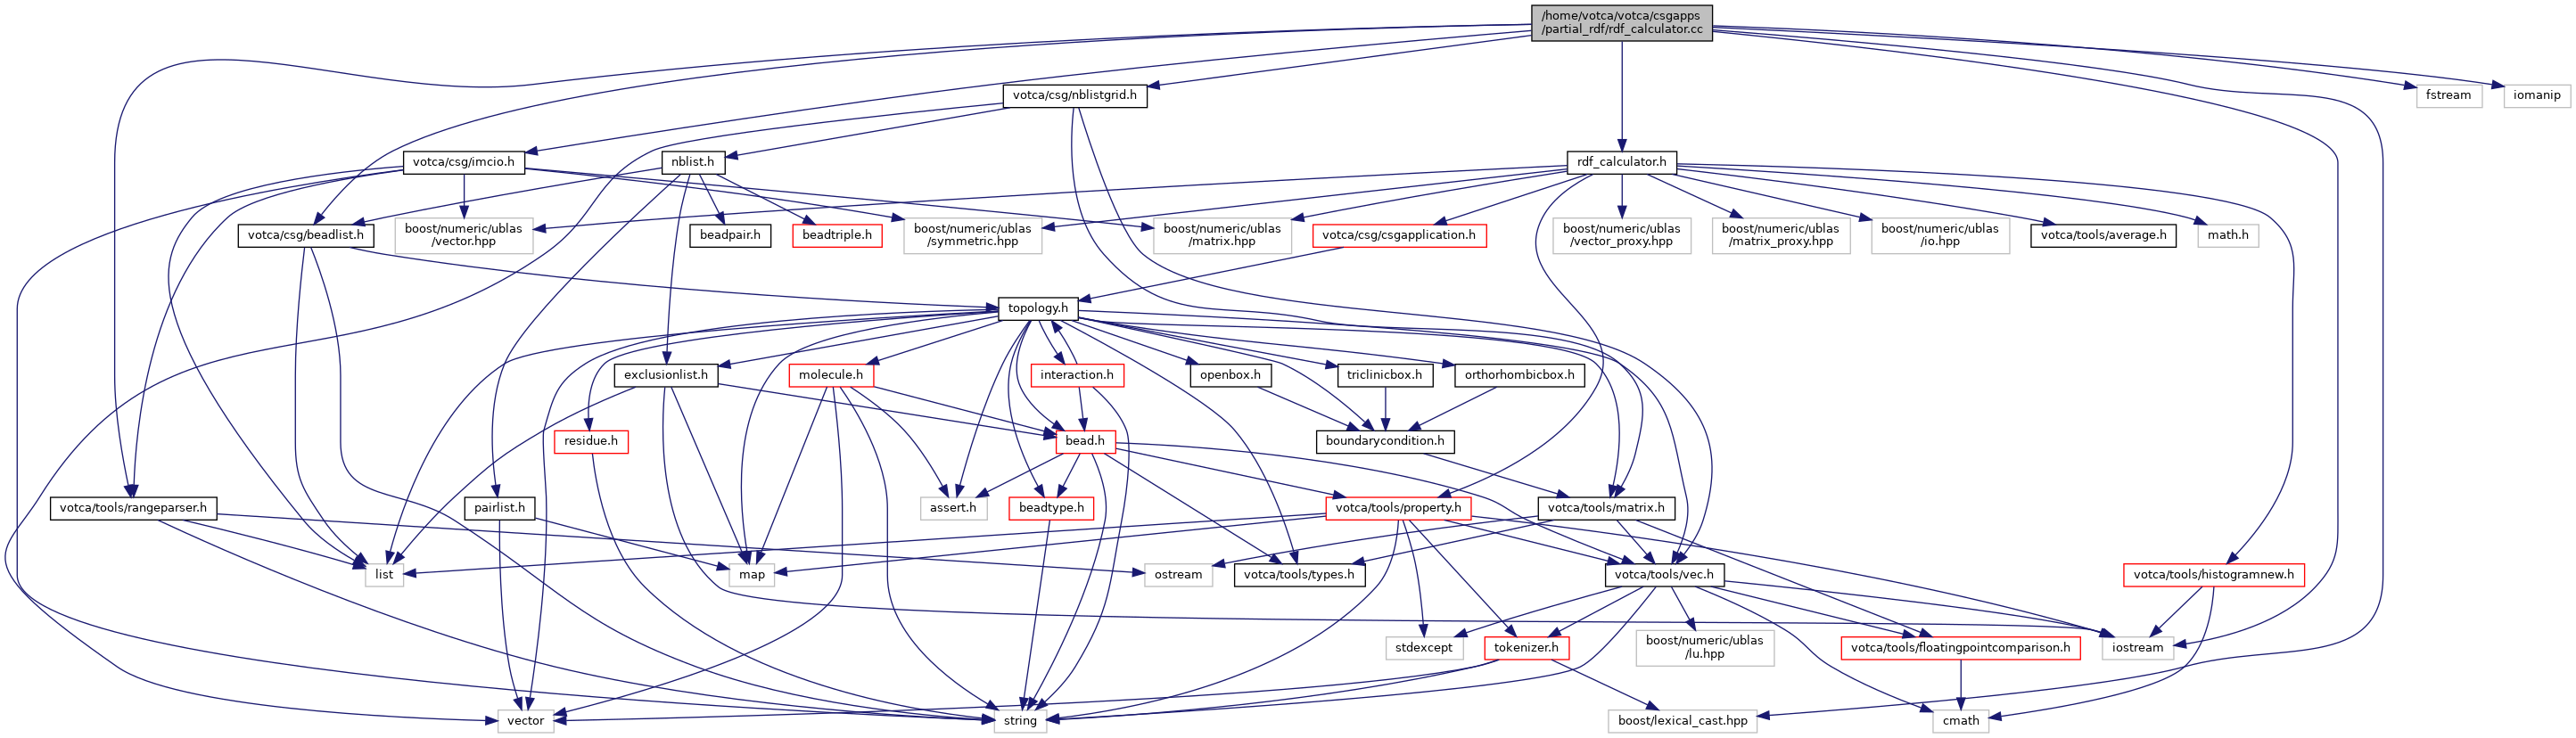 /home/votca/votca/csgapps
/partial_rdf/rdf_calculator.cc
votca/csg/nblistgrid.h
fstream
iomanip
votca/csg/imcio.h
nblist.h
rdf_calculator.h
votca/csg/beadlist.h
boost/numeric/ublas
/vector.hpp
beadpair.h
beadtriple.h
boost/numeric/ublas
/symmetric.hpp
boost/numeric/ublas
/matrix.hpp
votca/csg/csgapplication.h
boost/numeric/ublas
/vector_proxy.hpp
boost/numeric/ublas
/matrix_proxy.hpp
boost/numeric/ublas
/io.hpp
votca/tools/average.h
math.h
topology.h
exclusionlist.h
molecule.h
interaction.h
openbox.h
triclinicbox.h
orthorhombicbox.h
residue.h
bead.h
boundarycondition.h
votca/tools/rangeparser.h
pairlist.h
assert.h
beadtype.h
votca/tools/property.h
votca/tools/matrix.h
list
map
ostream
votca/tools/types.h
votca/tools/vec.h
votca/tools/histogramnew.h
stdexcept
tokenizer.h
boost/numeric/ublas
/lu.hpp
votca/tools/floatingpointcomparison.h
iostream
vector
string
boost/lexical_cast.hpp
cmath